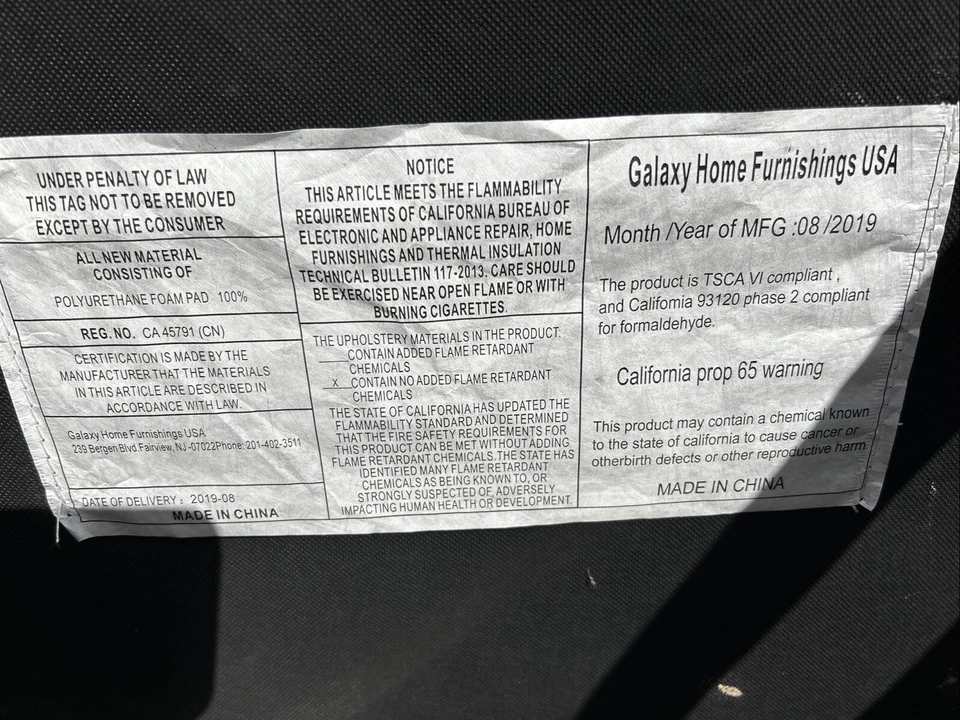 UNDER PENALTY OF LAW
THIS TAG NOT TO BE REMOVED
EXCEPT BY THE CONSUMER
ALL NEW MATERIAL
CONSISTING OF
POLYURETHANE FOAM PAD 100%
REG. NO. CA 45791 (CN)
CERTIFICATION IS MADE BY THE
MANUFACTURER THAT THE MATERIALS
IN THIS ARTICLE ARE DESCRIBED IN
ACCORDANCE WITH LAW.
Galaxy Home Furnishings USA
239 Bergen Blvd.Fairview, NJ-07022Phone: 201-402-3511
DATE OF DELIVERY : 2019-08
MADE IN CHINA
NOTICE
THIS ARTICLE MEETS THE FLAMMABILITY
REQUIREMENTS OF CALIFORNIA BUREAU OF
ELECTRONIC AND APPLIANCE REPAIR, HOME
FURNISHINGS AND THERMAL INSULATION
TECHNICAL BULLETIN 117-2013. CARE SHOULD
BE EXERCISED NEAR OPEN FLAME OR WITH
BURNING CIGARETTES.
THE UPHOLSTERY MATERIALS IN THE PRODUCT:
CONTAIN ADDED FLAME RETARDANT
CHEMICALS
X CONTAIN NO ADDED FLAME RETARDANT
CHEMICALS
THE STATE OF CALIFORNIA HAS UPDATED THE
FLAMMABILITY STANDARD AND DETERMINED
THAT THE FIRE SAFETY REQUIREMENTS FOR
THIS PRODUCT CAN BE MET WITHOUT ADDING
FLAME RETARDANT CHEMICALS. THE STATE HAS
IDENTIFIED MANY FLAME RETARDANT
CHEMICALS AS BEING KNOWN TO, OR
STRONGLY SUSPECTED OF, ADVERSELY
IMPACTING HUMAN HEALTH OR DEVELOPMENT.
Galaxy Home Furnishings USA
Month /Year of MFG :08 /2019
The product is TSCA VI compliant ,
and California 93120 phase 2 compliant
for formaldehyde.
California prop 65 warning
This product may contain a chemical known
to the state of california to cause cancer or
otherbirth defects or other reproductive harm
MADE IN CHINA